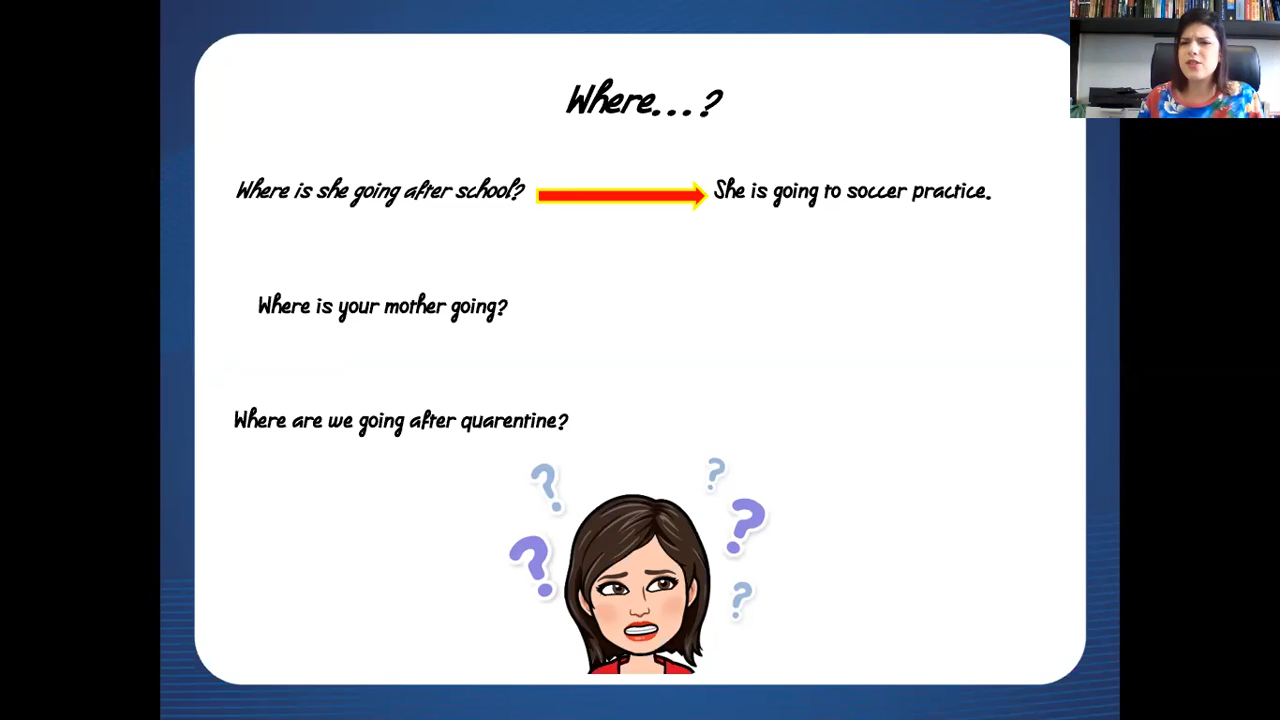 Where...?
Where is she going after school?
She is going to soccer practice.
Where is your mother going?
Where are we going after quarentine?